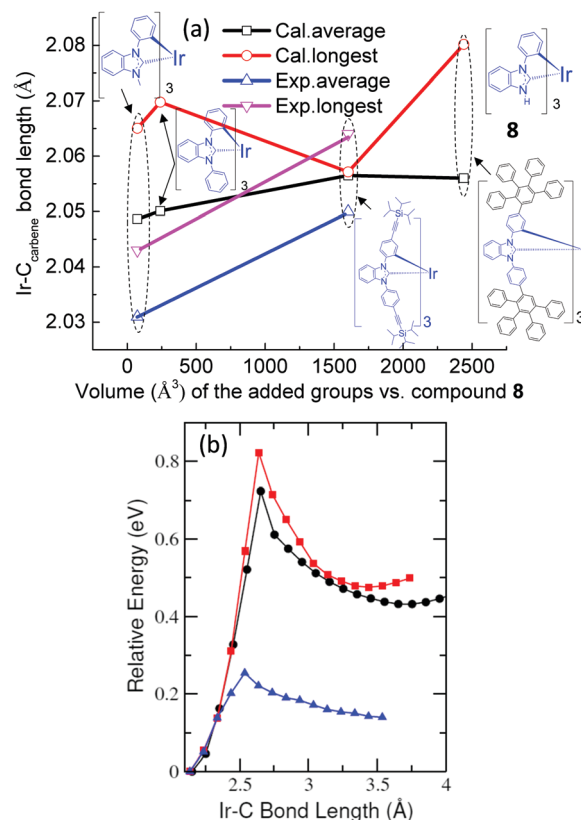 (a)
Cal.average
Cal.longest
Exp.average
Exp.longest
2.08
2.07
2.06
2.05
2.04
2.03
Ir-Ccarbene bond length (Å)
0
500
1000
1500
2000
2500
Volume (Å3) of the added groups vs. compound 8
N
N
Ir
3
N
N
Ir
3
Si
N
N
Ir
Si
3
N
N
H
Ir
3
8
N
N
Ir
3
(b)
0.8
0.6
0.4
0.2
0
Relative Energy (eV)
2.5
3
3.5
4
Ir-C Bond Length (Å)